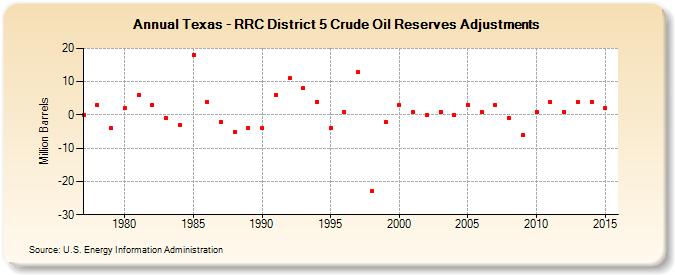 Annual Texas - RRC District 5 Crude Oil Reserves Adjustments
Million Barrels
20
10
0
-10
-20
-30
1980 1985 1990 1995 2000 2005 2010 2015
Source: U.S. Energy Information Administration